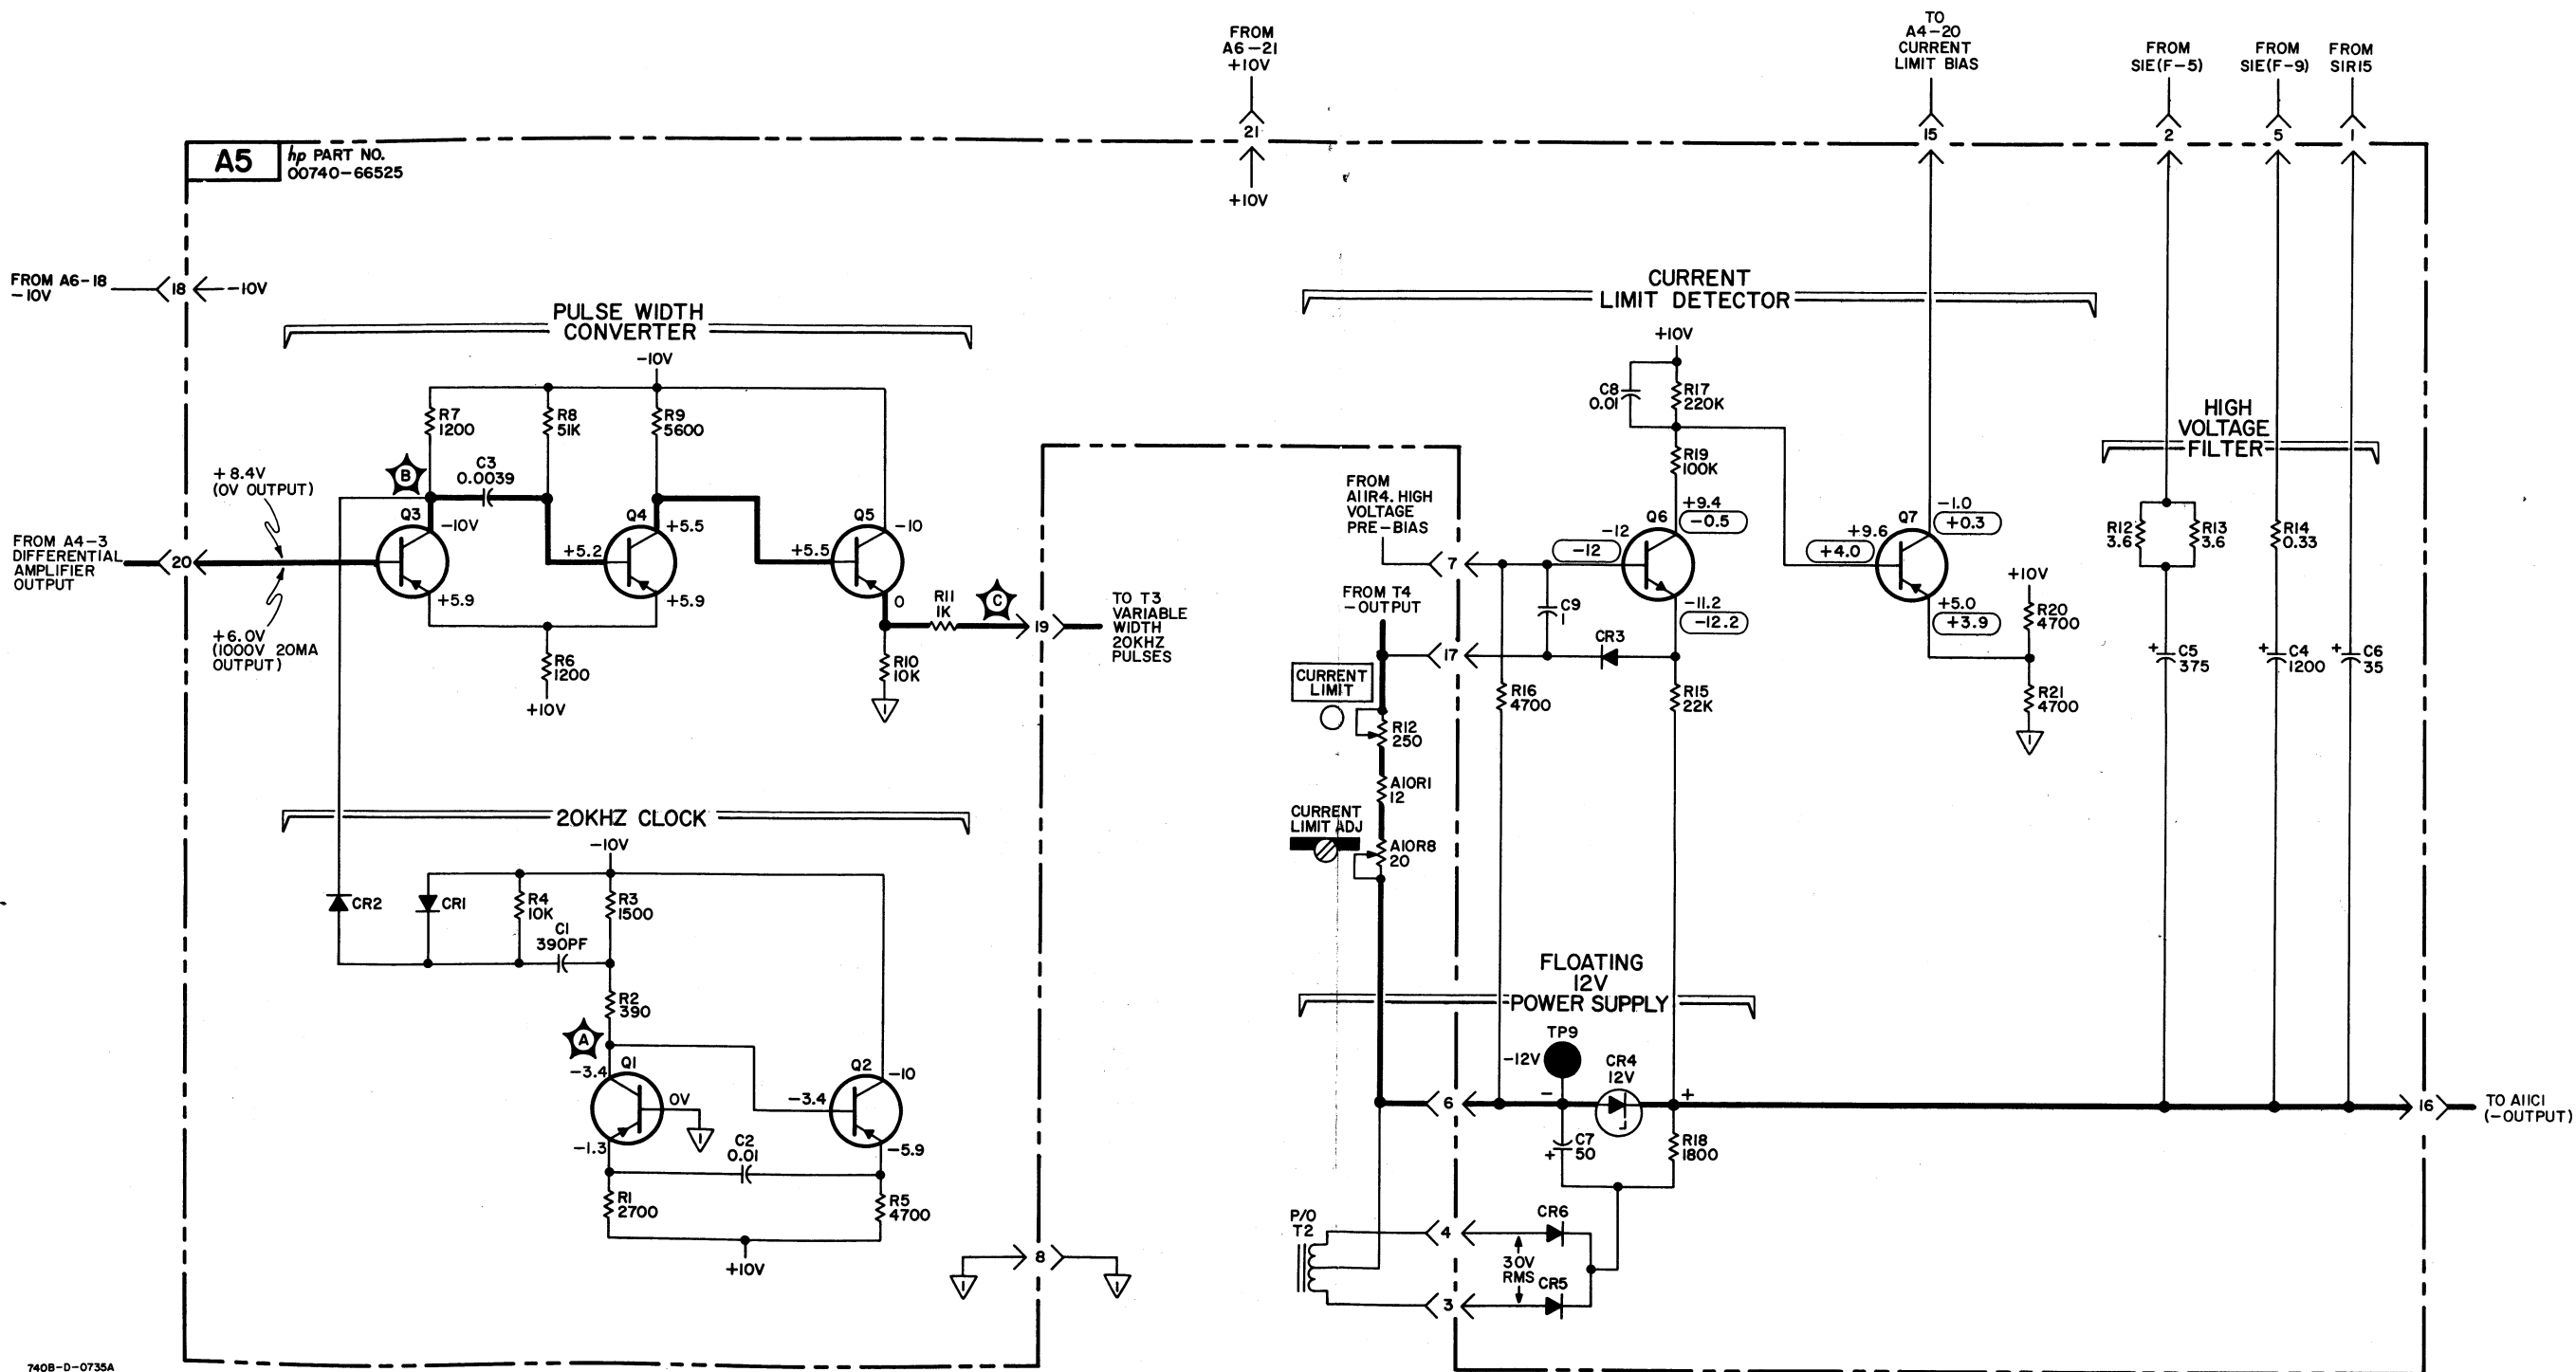 FROM
A6-21
+10V
TO
A4-20
CURRENT
LIMIT BIAS
FROM
S1E(F-5)
FROM
S1E(F-9)
FROM
S1R15
21
15
2
5
1
A5
hp PART NO.
00740-66525
+10V
FROM A6-18
-10V
18
-10V
PULSE WIDTH
CONVERTER
-10V
R7
1200
R8
51K
R9
5600
B
C3
0.0039
+8.4V
(0V OUTPUT)
Q3
-10V
Q4
+5.5
Q5
-10
FROM A4-3
DIFFERENTIAL
AMPLIFIER
OUTPUT
20
+5.2
+5.5
+5.9
+5.9
0
R11
1K
C
19
TO T3
VARIABLE
WIDTH
20KHZ
PULSES
+6.0V
(1000V 20MA
OUTPUT)
R6
1200
+10V
R10
10K
1
CURRENT
LIMIT DETECTOR
+10V
C8
0.01
R17
220K
R19
100K
FROM
A11R4. HIGH
VOLTAGE
PRE-BIAS
7
-12
-12
Q6
+9.4
-0.5
-11.2
-12.2
+9.6
+4.0
Q7
-1.0
+0.3
+5.0
+3.9
+10V
R20
4700
R21
4700
1
FROM T4
-OUTPUT
17
C9
1
CR3
R16
4700
R15
22K
CURRENT
LIMIT
R12
250
A10R1
12
CURRENT
LIMIT ADJ
A10R8
20
HIGH
VOLTAGE
FILTER
R12
3.6
R13
3.6
R14
0.33
+
C5
375
+
C4
1200
+
C6
35
20KHZ CLOCK
-10V
CR2
CR1
R4
10K
R3
1500
C1
390PF
R2
390
A
Q1
-3.4
0V
1
-1.3
Q2
-10
-3.4
-5.9
C2
0.01
R1
2700
R5
4700
+10V
1
8
1
FLOATING
12V
POWER SUPPLY
TP9
-12V
CR4
12V
6
-
+
+
C7
50
R18
1800
16
TO A11C1
(-OUTPUT)
P/O
T2
4
CR6
30V
RMS
CR5
3
740B-D-0735A